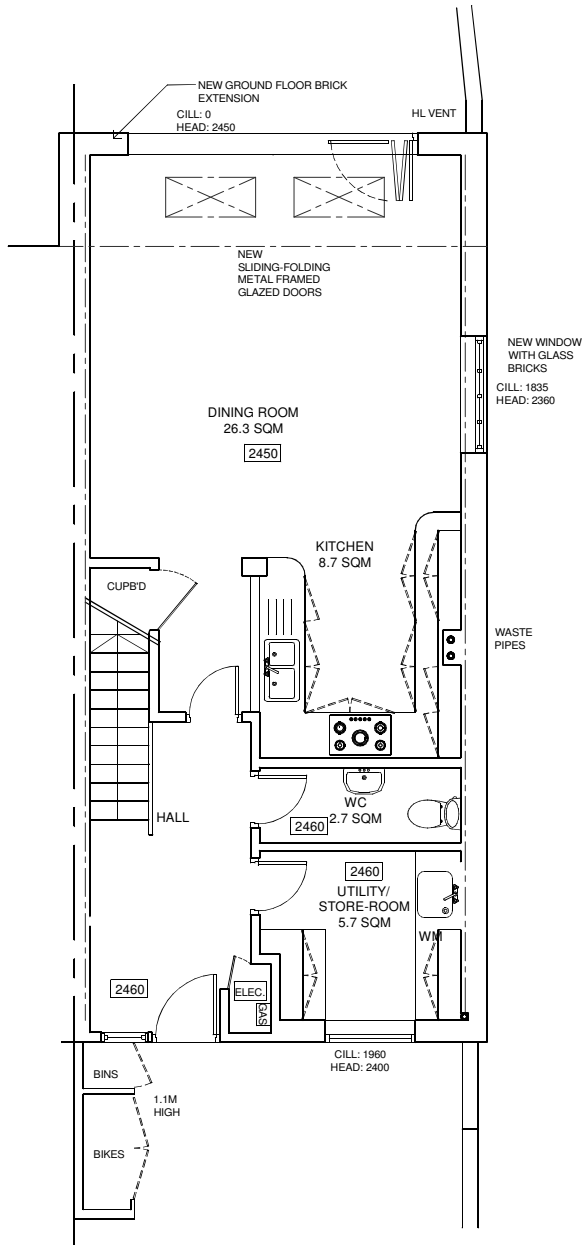 NEW GROUND FLOOR BRICK
EXTENSION
CILL: 0
HEAD: 2450
HL VENT
NEW
SLIDING-FOLDING
METAL FRAMED
GLAZED DOORS
NEW WINDOW
WITH GLASS
BRICKS
CILL: 1835
HEAD: 2360
DINING ROOM
26.3 SQM
2450
KITCHEN
8.7 SQM
CUPB'D
WASTE
PIPES
HALL
WC
2.7 SQM
2460
2460
UTILITY/
STORE-ROOM
5.7 SQM
WM
2460
ELEC.
GAS
CILL: 1960
HEAD: 2400
BINS
1.1M
HIGH
BIKES